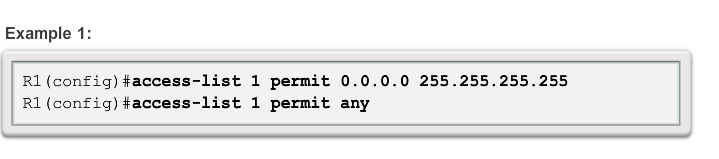 Example 1:
R1(config)#access-list 1 permit 0.0.0.0 255.255.255.255
R1(config)#access-list 1 permit any